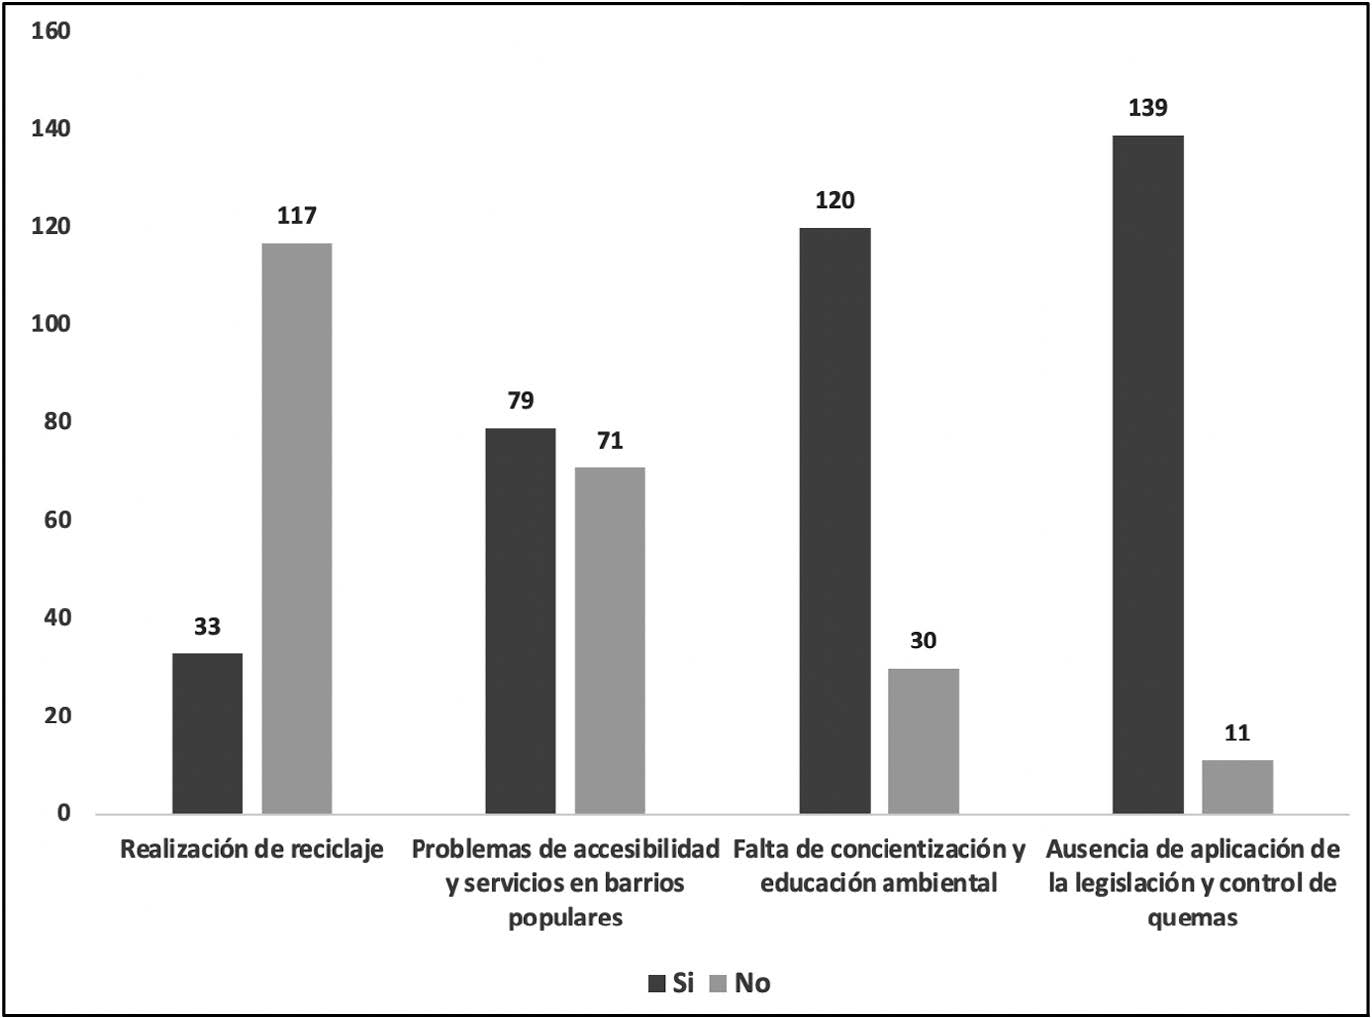 160
140
120
100
80
60
40
20
0
33
117
79
71
120
30
139
11
Realización de reciclaje
Problemas de accesibilidad
y servicios en barrios
populares
Falta de concientización y
educación ambiental
Ausencia de aplicación de
la legislación y control de
quemas
Si No